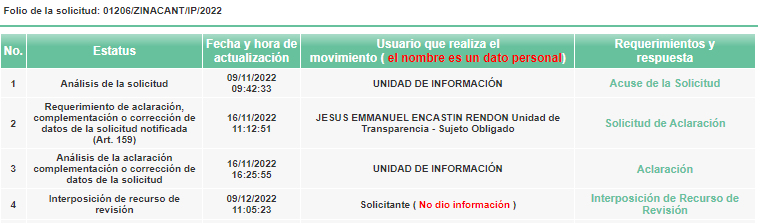 Folio de la solicitud: 01206/ZINACANT/IP/2022
No.
Estatus
Fecha y hora de
actualización
Usuario que realiza el
movimiento ( el nombre es un dato personal)
Requerimientos y
respuesta
1
Análisis de la solicitud
09/11/2022
09:42:33
UNIDAD DE INFORMACIÓN
Acuse de la Solicitud
2
Requerimiento de aclaración,
complementación o corrección de
datos de la solicitud notificada
(Art. 159)
16/11/2022
11:12:51
JESUS EMMANUEL ENCASTIN RENDON Unidad de
Transparencia - Sujeto Obligado
Solicitud de Aclaración
3
Análisis de la aclaración
complementación o corrección de
datos de la solicitud
16/11/2022
16:25:55
UNIDAD DE INFORMACIÓN
Aclaración
4
Interposición de recurso de
revisión
09/12/2022
11:05:23
Solicitante ( No dio información )
Interposición de Recurso de
Revisión